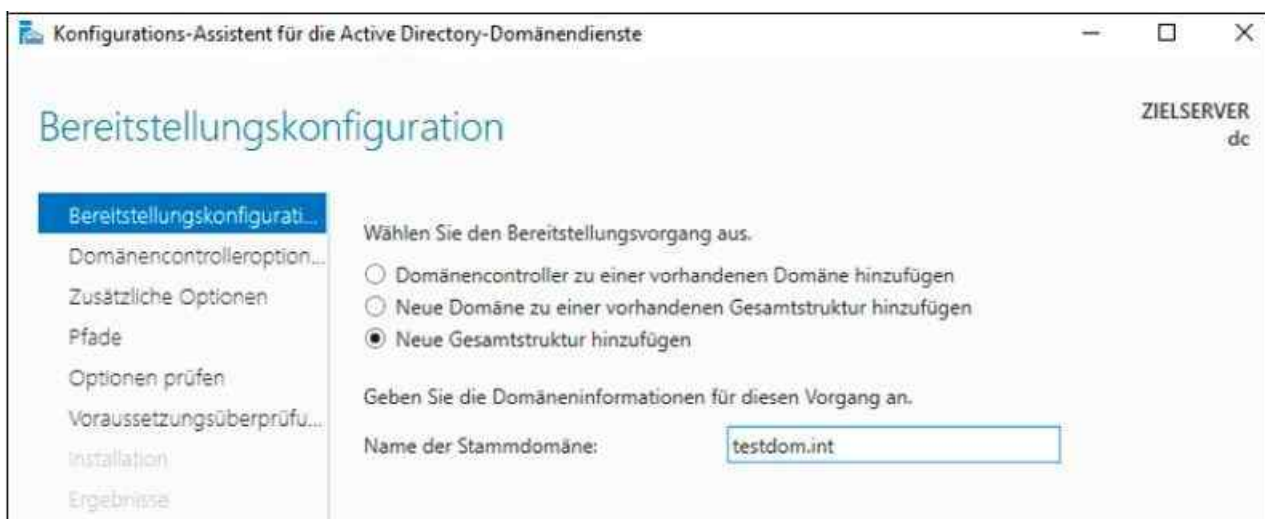 Konfigurations-Assistent für die Active Directory-Domänendienste
Bereitstellungskonfiguration
ZIELSERVER
dc
Bereitstellungskonfigurati...
Domänencontrolleroption...
Zusätzliche Optionen
Pfade
Optionen prüfen
Voraussetzungsüberprüfu...
Installation
Ergebnisse
Wählen Sie den Bereitstellungsvorgang aus.
Domänencontroller zu einer vorhandenen Domäne hinzufügen
Neue Domäne zu einer vorhandenen Gesamtstruktur hinzufügen
Neue Gesamtstruktur hinzufügen
Geben Sie die Domäneninformationen für diesen Vorgang an.
Name der Stammdomäne: testdom.int